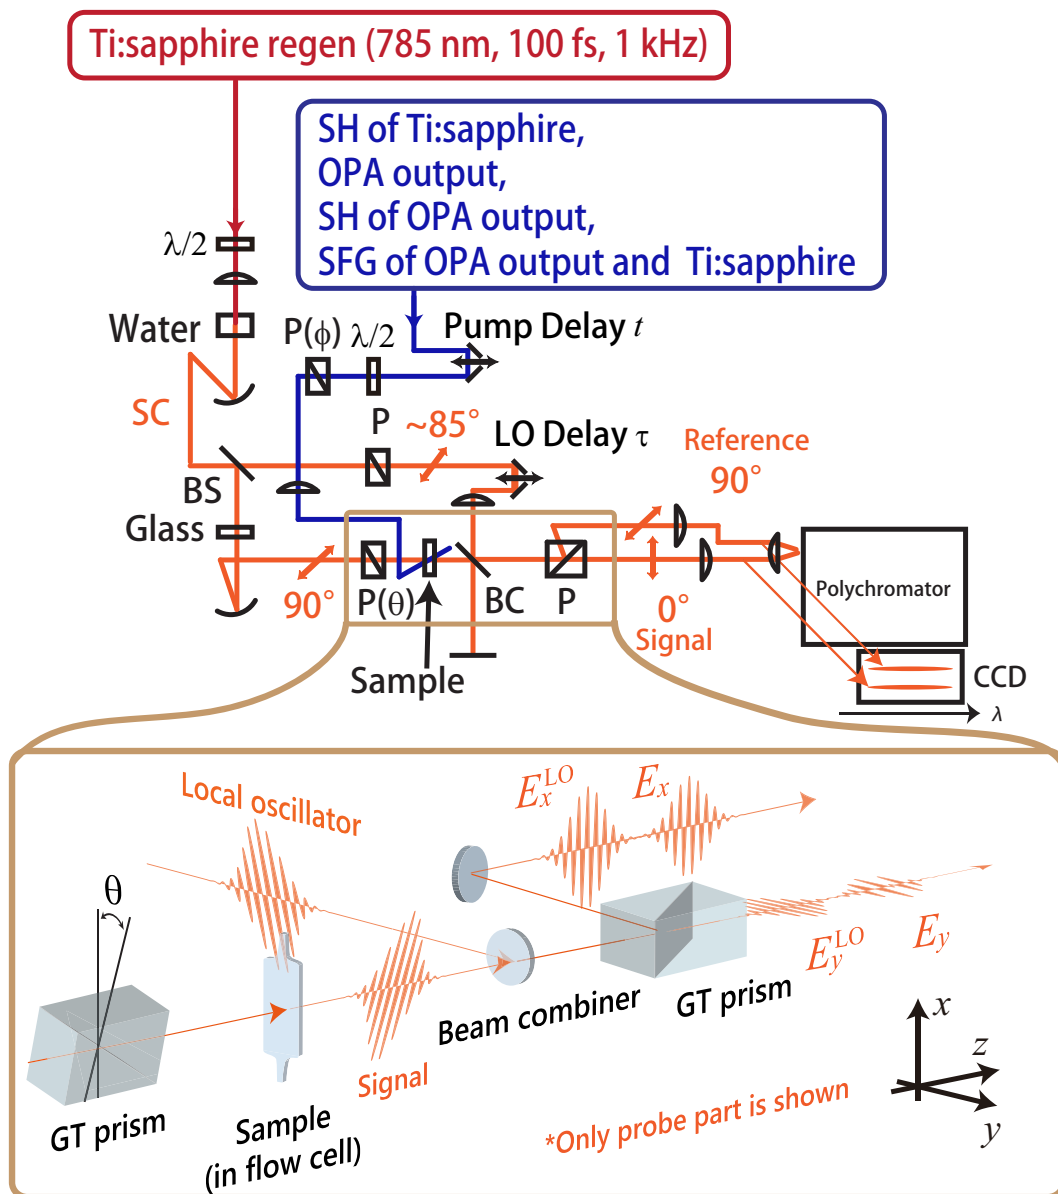 Ti:sapphire regen (785 nm, 100 fs, 1 kHz)
SH of Ti:sapphire,
OPA output,
SH of OPA output,
SFG of OPA output and Ti:sapphire
λ/2
Water
P(ϕ)
λ/2
Pump Delay t
SC
P
~85°
LO Delay τ
Reference
90°
BS
Glass
90°
P(θ)
BC
P
0°
Signal
Polychromator
Sample
CCD
λ
Local oscillator
E_x^LO
E_x
θ
E_y^LO
E_y
Beam combiner
GT prism
Signal
GT prism
Sample
(in flow cell)
*Only probe part is shown
x
z
y